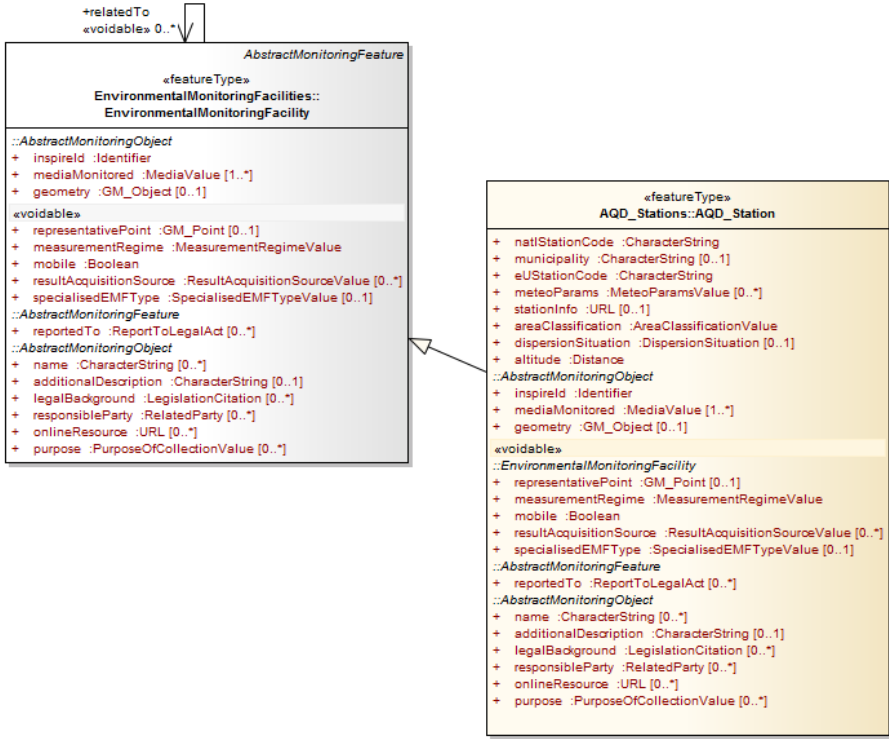 +relatedTo
«voidable» 0..*
AbstractMonitoringFeature
«featureType»
EnvironmentalMonitoringFacilities::
EnvironmentalMonitoringFacility
::AbstractMonitoringObject
+ inspireId :Identifier
+ mediaMonitored :MediaValue [1..*]
+ geometry :GM_Object [0..1]
«voidable»
+ representativePoint :GM_Point [0..1]
+ measurementRegime :MeasurementRegimeValue
+ mobile :Boolean
+ resultAcquisitionSource :ResultAcquisitionSourceValue [0..*]
+ specialisedEMFType :SpecialisedEMFTypeValue [0..1]
::AbstractMonitoringFeature
+ reportedTo :ReportToLegalAct [0..*]
::AbstractMonitoringObject
+ name :CharacterString [0..*]
+ additionalDescription :CharacterString [0..1]
+ legalBackground :LegislationCitation [0..*]
+ responsibleParty :RelatedParty [0..*]
+ onlineResource :URL [0..*]
+ purpose :PurposeOfCollectionValue [0..*]
«featureType»
AQD_Stations::AQD_Station
+ natlStationCode :CharacterString
+ municipality :CharacterString [0..1]
+ eUStationCode :CharacterString
+ meteoParams :MeteoParamsValue [0..*]
+ stationInfo :URL [0..1]
+ areaClassification :AreaClassificationValue
+ dispersionSituation :DispersionSituation [0..1]
+ altitude :Distance
::AbstractMonitoringObject
+ inspireId :Identifier
+ mediaMonitored :MediaValue [1..*]
+ geometry :GM_Object [0..1]
«voidable»
::EnvironmentalMonitoringFacility
+ representativePoint :GM_Point [0..1]
+ measurementRegime :MeasurementRegimeValue
+ mobile :Boolean
+ resultAcquisitionSource :ResultAcquisitionSourceValue [0..*]
+ specialisedEMFType :SpecialisedEMFTypeValue [0..1]
::AbstractMonitoringFeature
+ reportedTo :ReportToLegalAct [0..*]
::AbstractMonitoringObject
+ name :CharacterString [0..*]
+ additionalDescription :CharacterString [0..1]
+ legalBackground :LegislationCitation [0..*]
+ responsibleParty :RelatedParty [0..*]
+ onlineResource :URL [0..*]
+ purpose :PurposeOfCollectionValue [0..*]